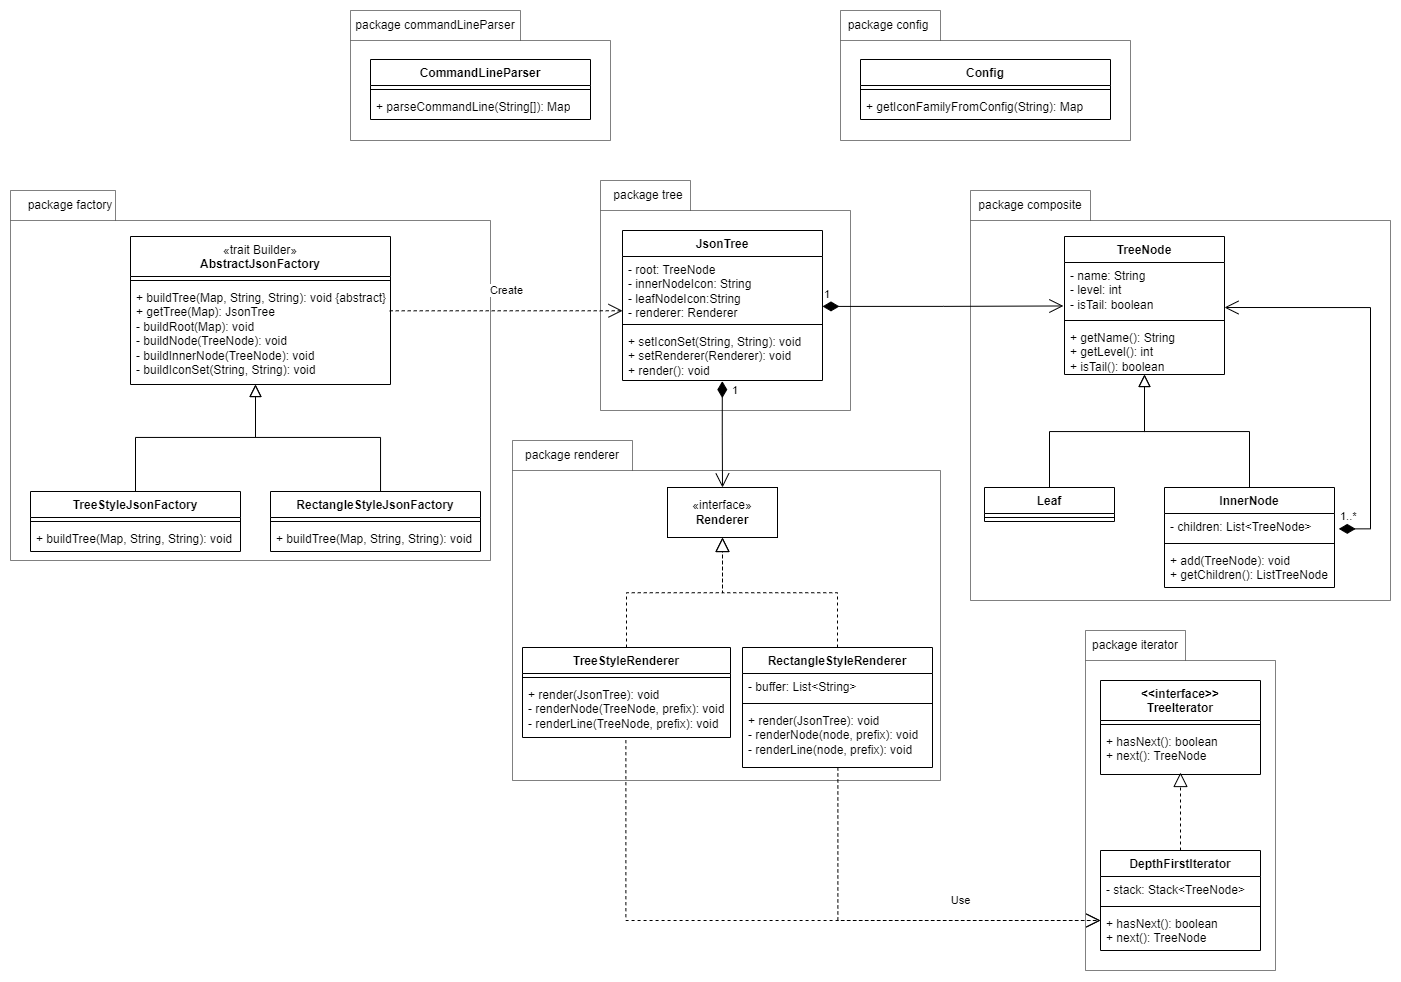 package commandLineParser
CommandLineParser
+ parseCommandLine(String[]): Map
package config
Config
+ getIconFamilyFromConfig(String): Map
package factory
«trait Builder»
AbstractJsonFactory
+ buildTree(Map, String, String): void {abstract}
+ getTree(Map): JsonTree
- buildRoot(Map): void
- buildNode(TreeNode): void
- buildInnerNode(TreeNode): void
- buildIconSet(String, String): void
TreeStyleJsonFactory
+ buildTree(Map, String, String): void
RectangleStyleJsonFactory
+ buildTree(Map, String, String): void
Create
package tree
JsonTree
- root: TreeNode
- innerNodeIcon: String
- leafNodeIcon:String
- renderer: Renderer
+ setIconSet(String, String): void
+ setRenderer(Renderer): void
+ render(): void
1
1
package composite
TreeNode
- name: String
- level: int
- isTail: boolean
+ getName(): String
+ getLevel(): int
+ isTail(): boolean
Leaf
InnerNode
- children: List<TreeNode>
+ add(TreeNode): void
+ getChildren(): ListTreeNode
1..*
package renderer
«interface»
Renderer
TreeStyleRenderer
+ render(JsonTree): void
- renderNode(TreeNode, prefix): void
- renderLine(TreeNode, prefix): void
RectangleStyleRenderer
- buffer: List<String>
+ render(JsonTree): void
- renderNode(node, prefix): void
- renderLine(node, prefix): void
Use
package iterator
<<interface>>
TreeIterator
+ hasNext(): boolean
+ next(): TreeNode
DepthFirstIterator
- stack: Stack<TreeNode>
+ hasNext(): boolean
+ next(): TreeNode